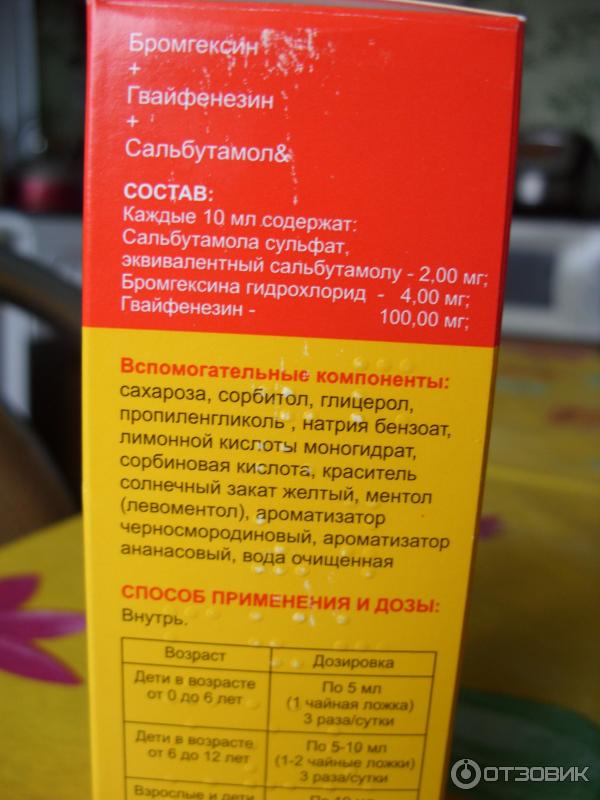 Бромгексин
+
Гвайфенезин
+
Сальбутамол&
СОСТАВ:
Каждые 10 мл содержат:
Сальбутамола сульфат,
эквивалентный сальбутамолу - 2,00 мг;
Бромгексина гидрохлорид - 4,00 мг;
Гвайфенезин - 100,00 мг;
Вспомогательные компоненты:
сахароза, сорбитол, глицерол,
пропиленгликоль , натрия бензоат,
лимонной кислоты моногидрат,
сорбиновая кислота, краситель
солнечный закат желтый, ментол
(левоментол), ароматизатор
черносмородиновый, ароматизатор
ананасовый, вода очищенная
СПОСОБ ПРИМЕНЕНИЯ И ДОЗЫ:
Внутрь.
Возраст Дозировка
Дети в возрасте
от 0 до 6 лет
По 5 мл
(1 чайная ложка)
3 раза/сутки
Дети в возрасте
от 6 до 12 лет
По 5-10 мл
(1-2 чайные ложки)
3 раза/сутки
Взрослые и дети
По 10 мл
ОТЗОВИК